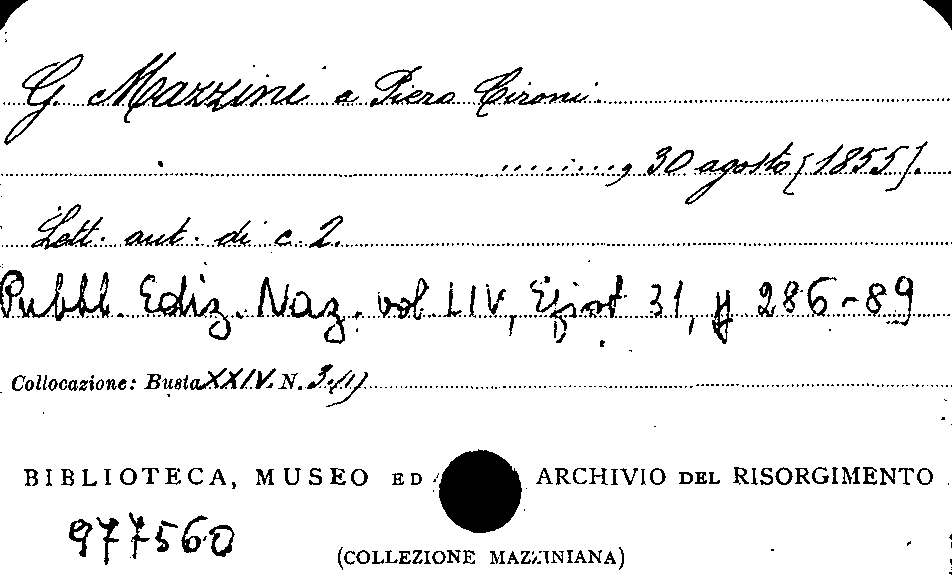 G. Mazzini a Piero Cironi.
........., 30 agosto [1855].
Lett. aut. di c. 2.
Pubbl. Ediz. Naz. vol LIV, Epist 31, pp 286-89
Collocazione: Busta XXIV. N. 3
BIBLIOTECA, MUSEO ED ARCHIVIO DEL RISORGIMENTO
977560
(COLLEZIONE MAZZINIANA)